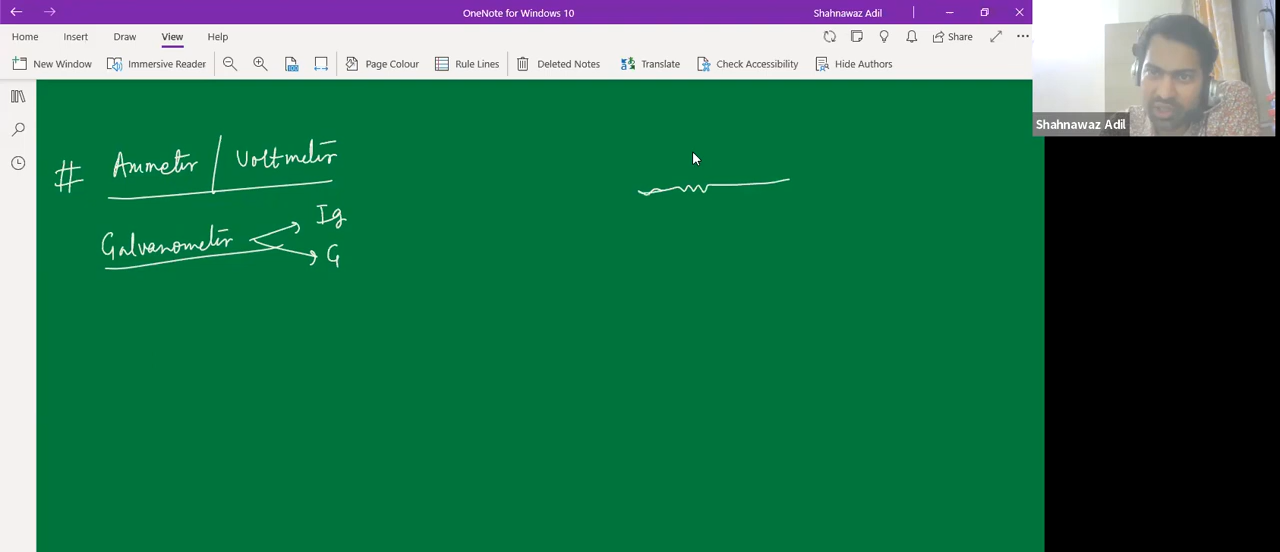 OneNote for Windows 10
Shahnawaz Adil
Home Insert Draw View Help
Share
New Window Immersive Reader Page Colour Rule Lines Deleted Notes Translate Check Accessibility Hide Authors
Shahnawaz Adil
# Ammeter / Voltmeter
Ig
Galvanometer
G